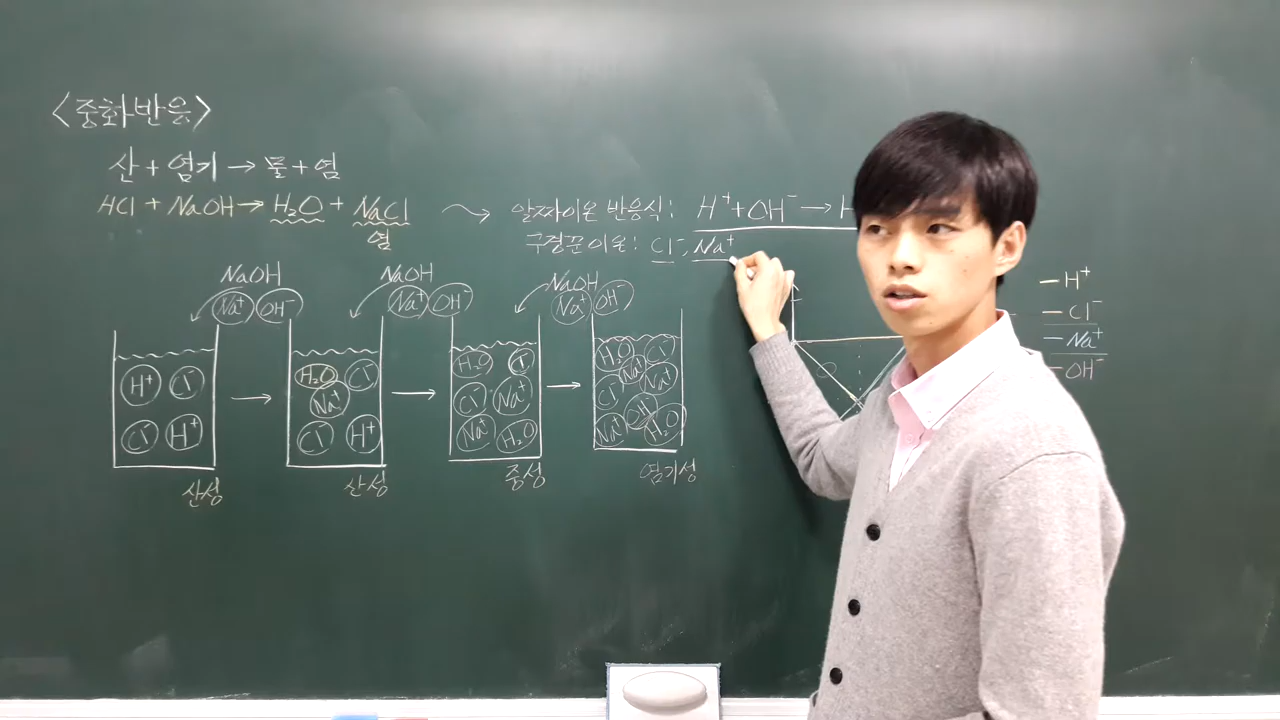 <중화반응>
산 + 염기 → 물 + 염
HCl + NaOH → H₂O + NaCl
염
알짜이온 반응식 : H⁺ + OH⁻ → H
구경꾼이온 : Cl⁻, Na⁺
NaOH NaOH NaOH
Na⁺ OH⁻ Na⁺ OH⁻ Na⁺ OH⁻
H⁺ Cl⁻ Cl⁻ H⁺
H₂O Cl⁻ Na⁺ Cl⁻ H⁺
H₂O Cl⁻ Cl⁻ Na⁺ Na⁺ H₂O
H₂O Cl⁻ Na⁺ Na⁺ Cl⁻ OH⁻ Na⁺ H₂O
산성 산성 중성 염기성
H⁺
Cl⁻
Na⁺
OH⁻